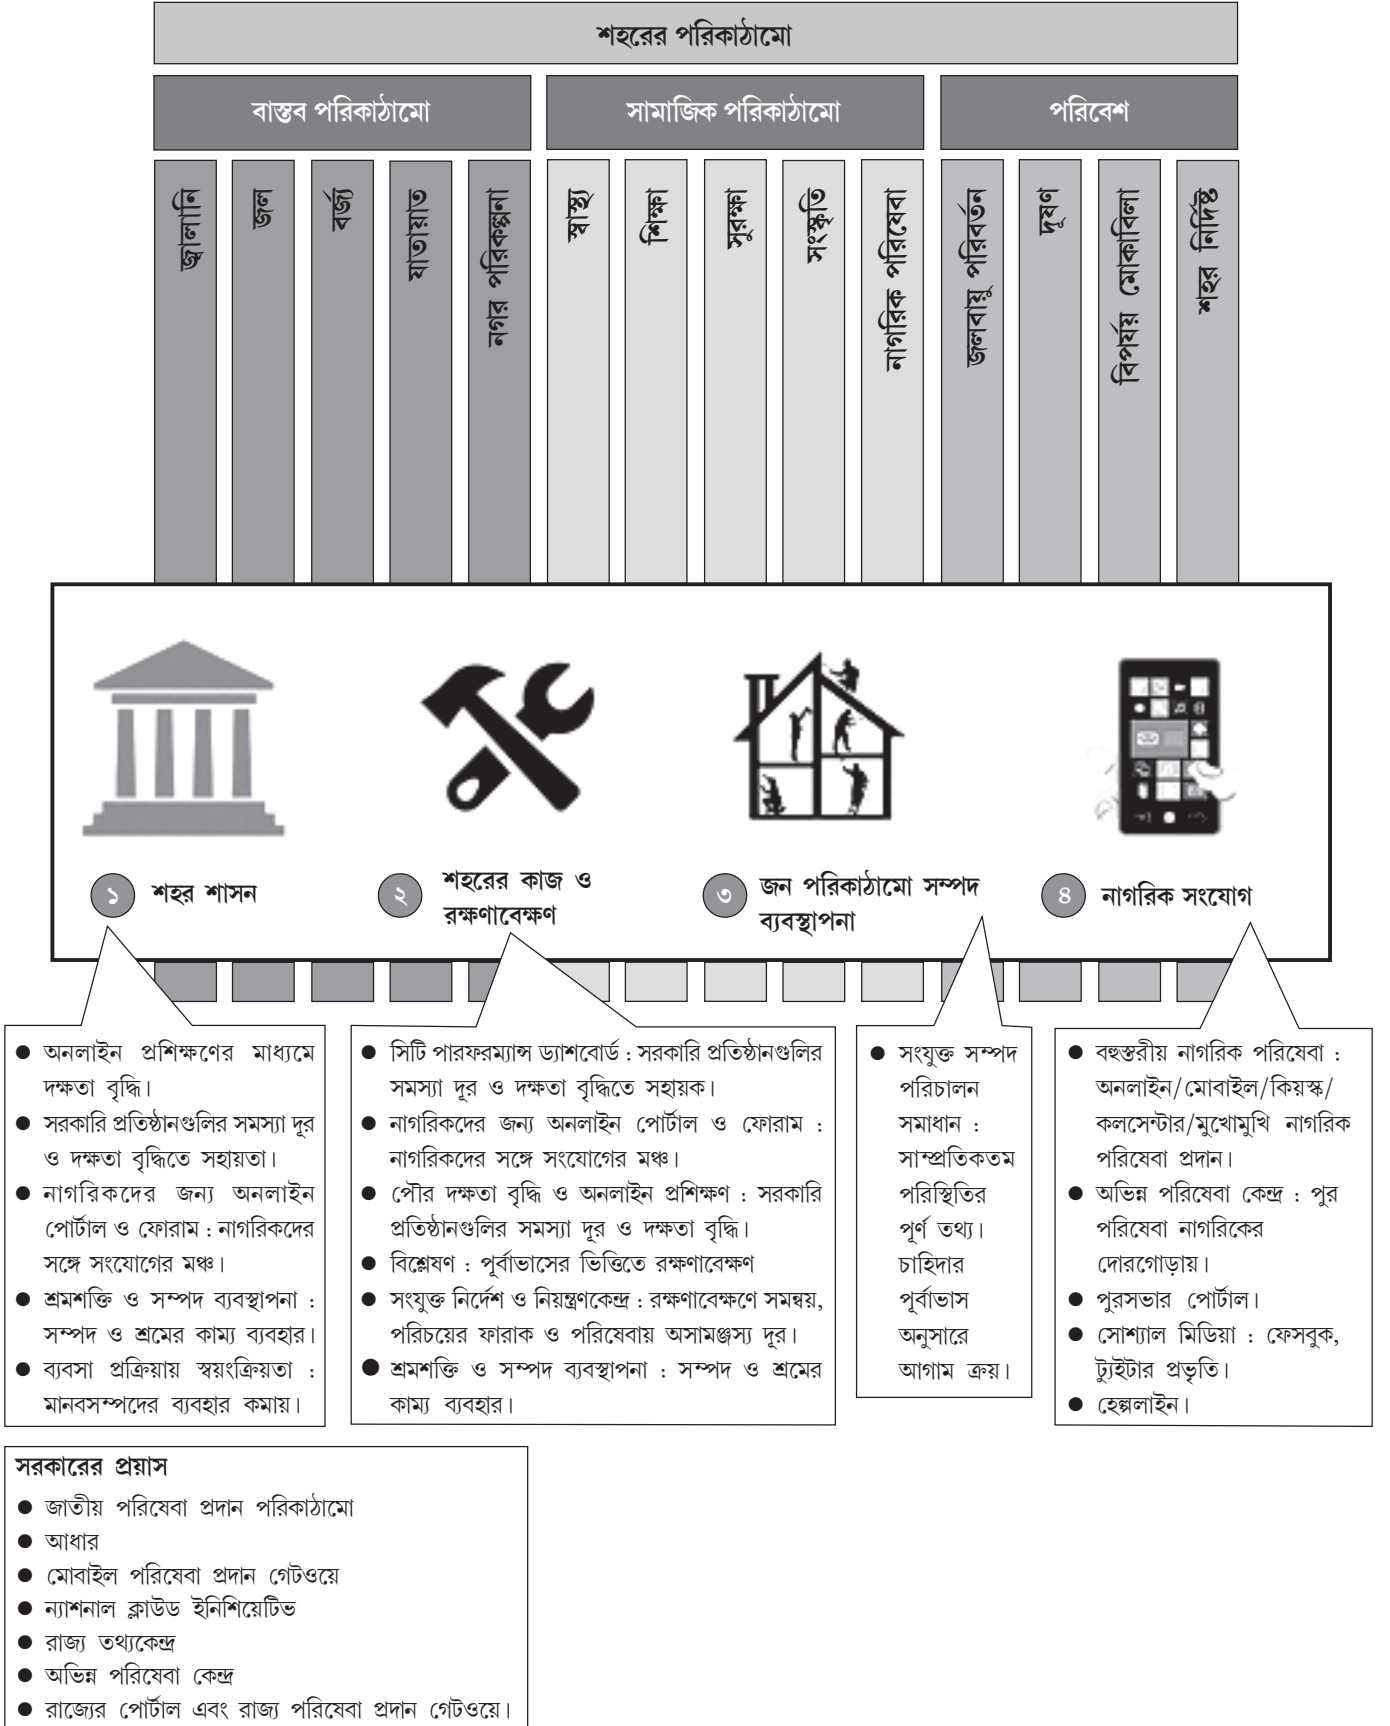 শহরের পরিকাঠামো
বাস্তব পরিকাঠামো
সামাজিক পরিকাঠামো
পরিবেশ
জ্বালানি
জল
বর্জ্য
যাতায়াত
নগর পরিকল্পনা
স্বাস্থ্য
শিক্ষা
সুরক্ষা
সংস্কৃতি
নাগরিক পরিষেবা
জলবায়ু পরিবর্তন
দূষণ
বিপর্যয় মোকাবিলা
শহর নির্দিষ্ট
১ শহর শাসন
২ শহরের কাজ ও
রক্ষণাবেক্ষণ
৩ জন পরিকাঠামো সম্পদ
ব্যবস্থাপনা
৪ নাগরিক সংযোগ
● অনলাইন প্রশিক্ষণের মাধ্যমে
দক্ষতা বৃদ্ধি।
● সরকারি প্রতিষ্ঠানগুলির সমস্যা দূর
ও দক্ষতা বৃদ্ধিতে সহায়তা।
● নাগরিকদের জন্য অনলাইন
পোর্টাল ও ফোরাম : নাগরিকদের
সঙ্গে সংযোগের মঞ্চ।
● শ্রমশক্তি ও সম্পদ ব্যবস্থাপনা :
সম্পদ ও শ্রমের কাম্য ব্যবহার।
● ব্যবসা প্রক্রিয়ায় স্বয়ংক্রিয়তা :
মানবসম্পদের ব্যবহার কমায়।
● সিটি পারফরম্যান্স ড্যাশবোর্ড : সরকারি প্রতিষ্ঠানগুলির
সমস্যা দূর ও দক্ষতা বৃদ্ধিতে সহায়ক।
● নাগরিকদের জন্য অনলাইন পোর্টাল ও ফোরাম :
নাগরিকদের সঙ্গে সংযোগের মঞ্চ।
● পৌর দক্ষতা বৃদ্ধি ও অনলাইন প্রশিক্ষণ : সরকারি
প্রতিষ্ঠানগুলির সমস্যা দূর ও দক্ষতা বৃদ্ধি।
● বিশ্লেষণ : পূর্বাভাসের ভিত্তিতে রক্ষণাবেক্ষণ
● সংযুক্ত নির্দেশ ও নিয়ন্ত্রণকেন্দ্র : রক্ষণাবেক্ষণে সমন্বয়,
পরিচয়ের ফারাক ও পরিষেবায় অসামঞ্জস্য দূর।
● শ্রমশক্তি ও সম্পদ ব্যবস্থাপনা : সম্পদ ও শ্রমের
কাম্য ব্যবহার।
● সংযুক্ত সম্পদ
পরিচালন
সমাধান :
সাম্প্রতিকতম
পরিস্থিতির
পূর্ণ তথ্য।
চাহিদার
পূর্বাভাস
অনুসারে
আগাম ক্রয়।
● বহুস্তরীয় নাগরিক পরিষেবা :
অনলাইন/মোবাইল/কিয়স্ক/
কলসেন্টার/মুখোমুখি নাগরিক
পরিষেবা প্রদান।
● অভিন্ন পরিষেবা কেন্দ্র : পুর
পরিষেবা নাগরিকের
দোরগোড়ায়।
● পুরসভার পোর্টাল।
● সোশ্যাল মিডিয়া : ফেসবুক,
ট্যুইটার প্রভৃতি।
● হেল্পলাইন।
সরকারের প্রয়াস
● জাতীয় পরিষেবা প্রদান পরিকাঠামো
● আধার
● মোবাইল পরিষেবা প্রদান গেটওয়ে
● ন্যাশনাল ক্লাউড ইনিশিয়েটিভ
● রাজ্য তথ্যকেন্দ্র
● অভিন্ন পরিষেবা কেন্দ্র
● রাজ্যের পোর্টাল এবং রাজ্য পরিষেবা প্রদান গেটওয়ে।